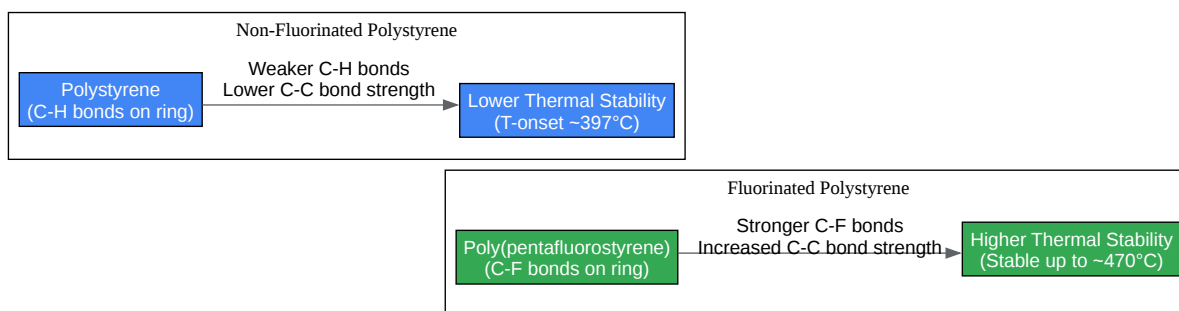 Non-Fluorinated Polystyrene
Polystyrene
(C-H bonds on ring)
Weaker C-H bonds
Lower C-C bond strength
Lower Thermal Stability
(T-onset ~397°C)
Fluorinated Polystyrene
Poly(pentafluorostyrene)
(C-F bonds on ring)
Stronger C-F bonds
Increased C-C bond strength
Higher Thermal Stability
(Stable up to ~470°C)